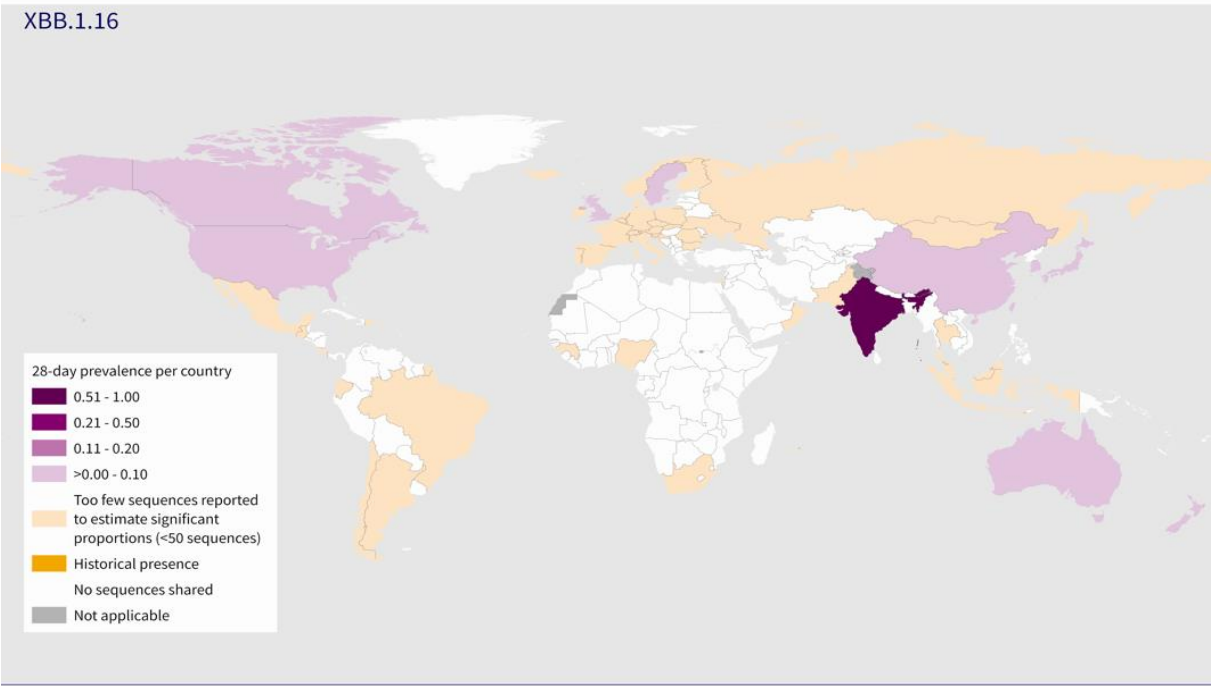 XBB.1.16
28-day prevalence per country
0.51 - 1.00
0.21 - 0.50
0.11 - 0.20
>0.00 - 0.10
Too few sequences reported
to estimate significant
proportions (<50 sequences)
Historical presence
No sequences shared
Not applicable